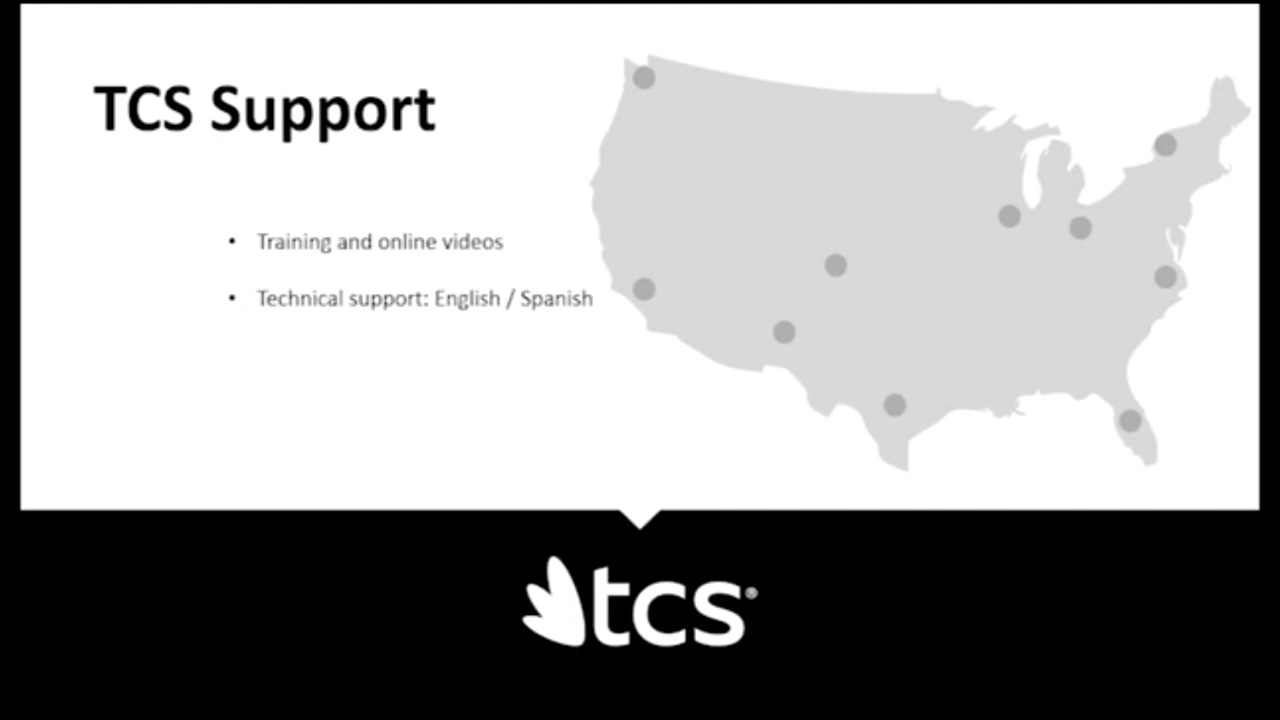 TCS Support
• Training and online videos
• Technical support: English / Spanish
tcs®